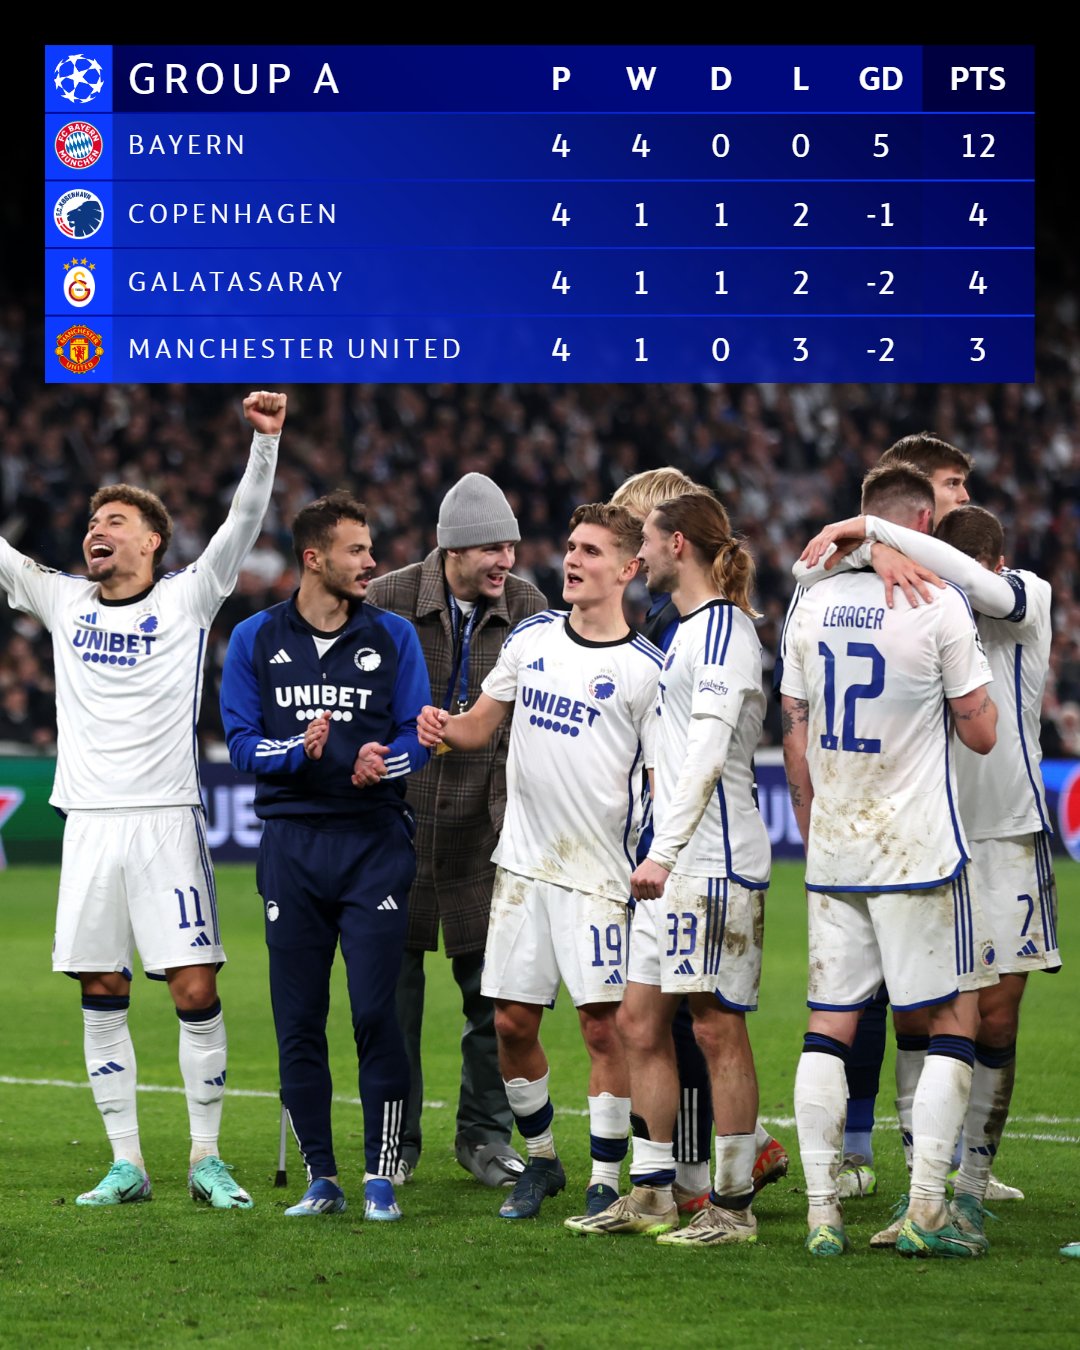 GROUP A P W D L GD PTS
BAYERN 4 4 0 0 5 12
COPENHAGEN 4 1 1 2 -1 4
GALATASARAY 4 1 1 2 -2 4
MANCHESTER UNITED 4 1 0 3 -2 3
UNIBET
UNIBET
UNIBET
Carlsberg
LERAGER
12
11
19
33
7